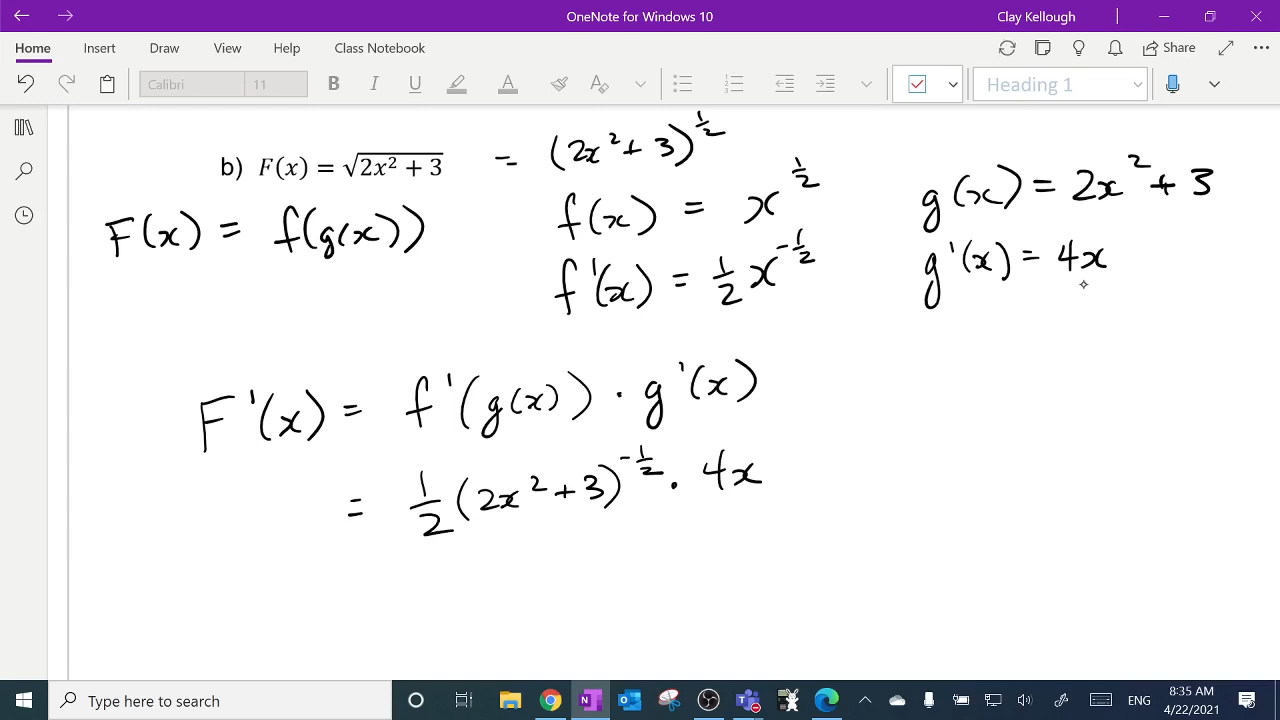 OneNote for Windows 10
Clay Kellough
Home Insert Draw View Help Class Notebook
Share
Calibri 11 B I U A Heading 1
b) F(x) = √(2x² + 3) = (2x² + 3)^(1/2)
F(x) = f(g(x))
f(x) = x^(1/2)
f'(x) = 1/2 x^(-1/2)
g(x) = 2x² + 3
g'(x) = 4x
F'(x) = f'(g(x)) · g'(x)
= 1/2 (2x² + 3)^(-1/2) · 4x
Type here to search
ENG
8:35 AM
4/22/2021